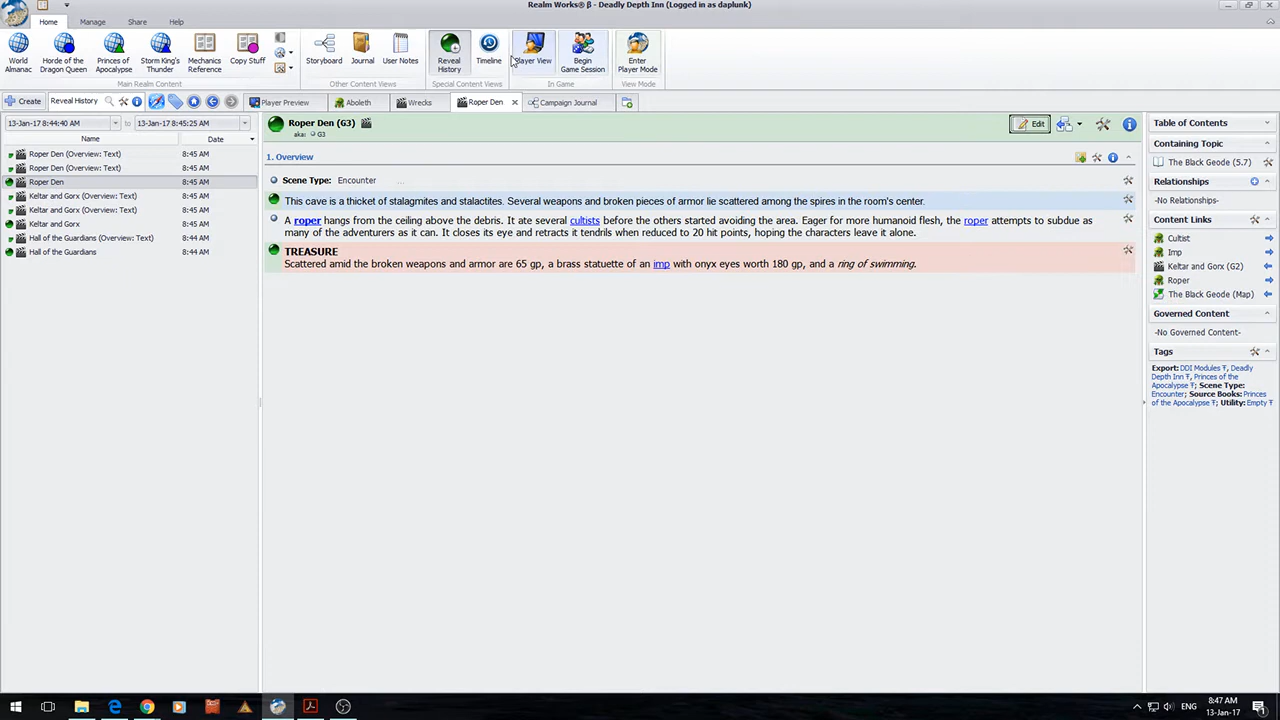 Realm Works® β - Deadly Depth Inn (Logged in as daplunk)
Home Manage Share Help
World Almanac
Horde of the Dragon Queen
Princes of Apocalypse
Storm King's Thunder
Mechanics Reference
Copy Stuff
Storyboard
Journal
User Notes
Reveal History
Timeline
Player View
Begin Game Session
Enter Player Mode
Main Realm Content
Other Content Views
Special Content Views
In Game
View Mode
Create
Reveal History
Player Preview
Aboleth
Wrecks
Roper Den
Campaign Journal
13-Jan-17 8:44:40 AM to 13-Jan-17 8:45:25 AM
Name Date
Roper Den (Overview: Text) 8:45 AM
Roper Den (Overview: Text) 8:45 AM
Roper Den 8:45 AM
Keltar and Gorx (Overview: Text) 8:45 AM
Keltar and Gorx (Overview: Text) 8:45 AM
Keltar and Gorx 8:45 AM
Hall of the Guardians (Overview: Text) 8:44 AM
Hall of the Guardians 8:44 AM
Roper Den (G3)
aka: G3
Edit
1. Overview
Scene Type: Encounter ...
This cave is a thicket of stalagmites and stalactites. Several weapons and broken pieces of armor lie scattered among the spires in the room's center.
A roper hangs from the ceiling above the debris. It ate several cultists before the others started avoiding the area. Eager for more humanoid flesh, the roper attempts to subdue as
many of the adventurers as it can. It closes its eye and retracts it tendrils when reduced to 20 hit points, hoping the characters leave it alone.
TREASURE
Scattered amid the broken weapons and armor are 65 gp, a brass statuette of an imp with onyx eyes worth 180 gp, and a ring of swimming.
Table of Contents
Containing Topic
The Black Geode (5.7)
Relationships
-No Relationships-
Content Links
Cultist
Imp
Keltar and Gorx (G2)
Roper
The Black Geode (Map)
Governed Content
-No Governed Content-
Tags
Export: DDI Modules Ŧ, Deadly
Depth Inn Ŧ, Princes of the
Apocalypse Ŧ; Scene Type:
Encounter; Source Books: Princes
of the Apocalypse Ŧ; Utility: Empty Ŧ
ENG
8:47 AM
13-Jan-17